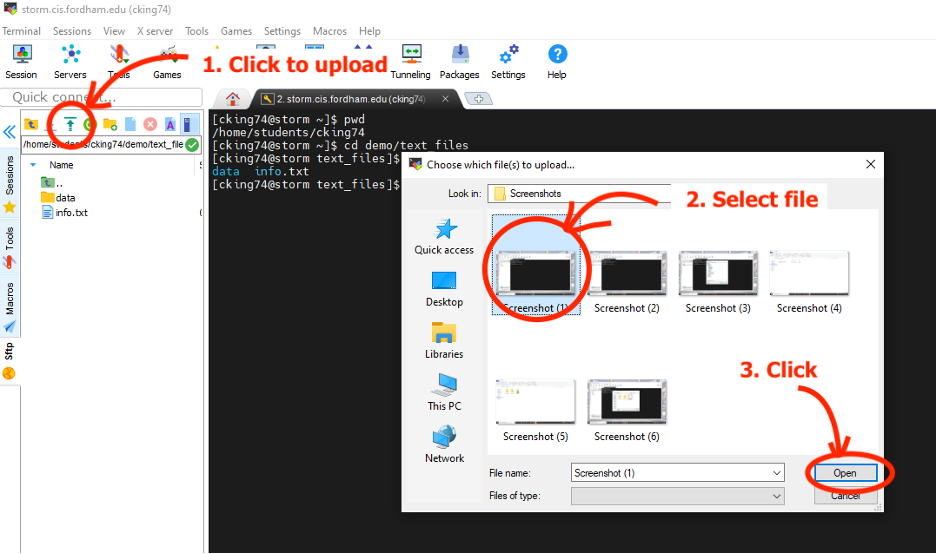 storm.cis.fordham.edu (cking74)
Terminal Sessions View X server Tools Games Settings Macros Help
1. Click to upload
Session Servers Tools Games Tunneling Packages Settings Help
Quick connect...
2. storm.cis.fordham.edu (cking74)
/home/students/cking74/demo/text_file
Name
..
data
info.txt
Sessions
Tools
Macros
Sftp
[cking74@storm ~]$ pwd
/home/students/cking74
[cking74@storm ~]$ cd demo/text_files
[cking74@storm text_files]$
data info.txt
[cking74@storm text_files]$
Choose which file(s) to upload...
Look in: Screenshots
2. Select file
Quick access
Desktop
Libraries
This PC
Network
Screenshot (1) Screenshot (2) Screenshot (3) Screenshot (4)
Screenshot (5) Screenshot (6)
3. Click
File name: Screenshot (1) Open
Files of type: Cancel